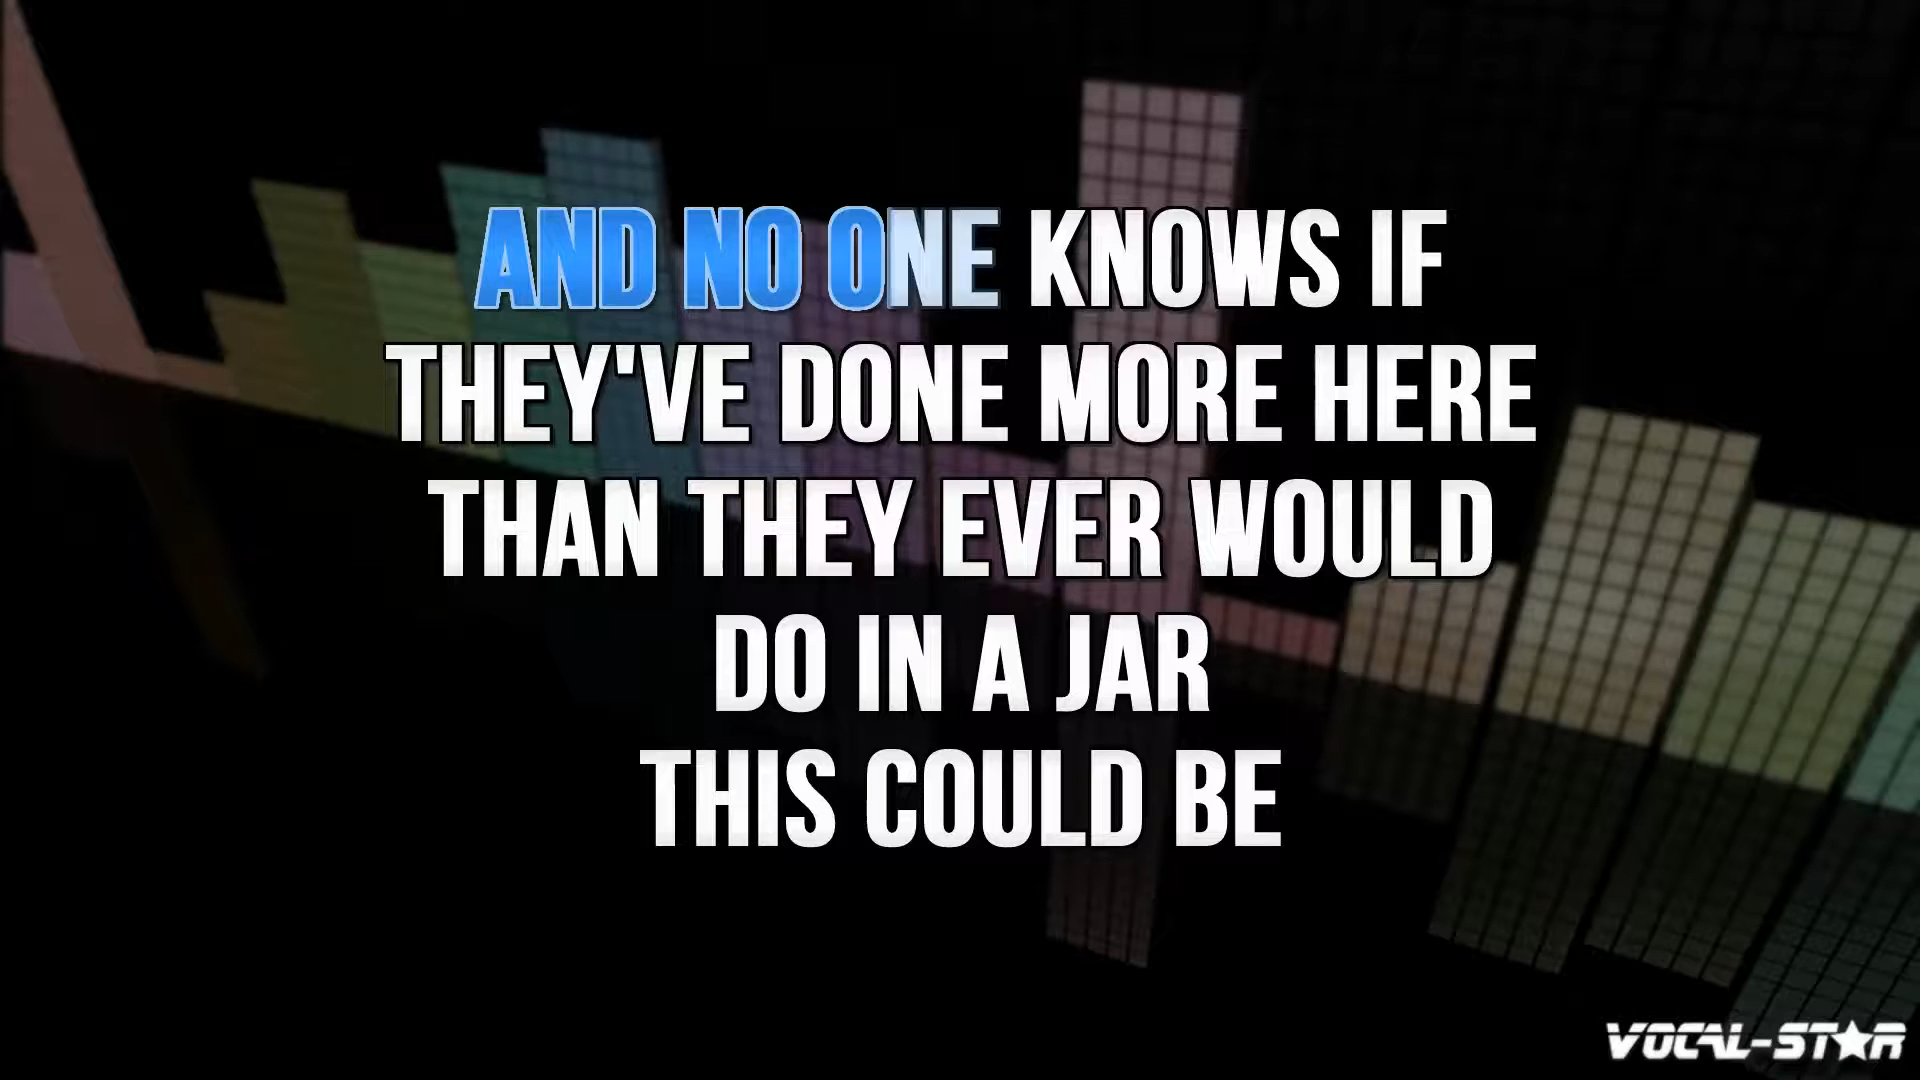 AND NO ONE KNOWS IF
THEY'VE DONE MORE HERE
THAN THEY EVER WOULD
DO IN A JAR
THIS COULD BE
VOCAL-STAR